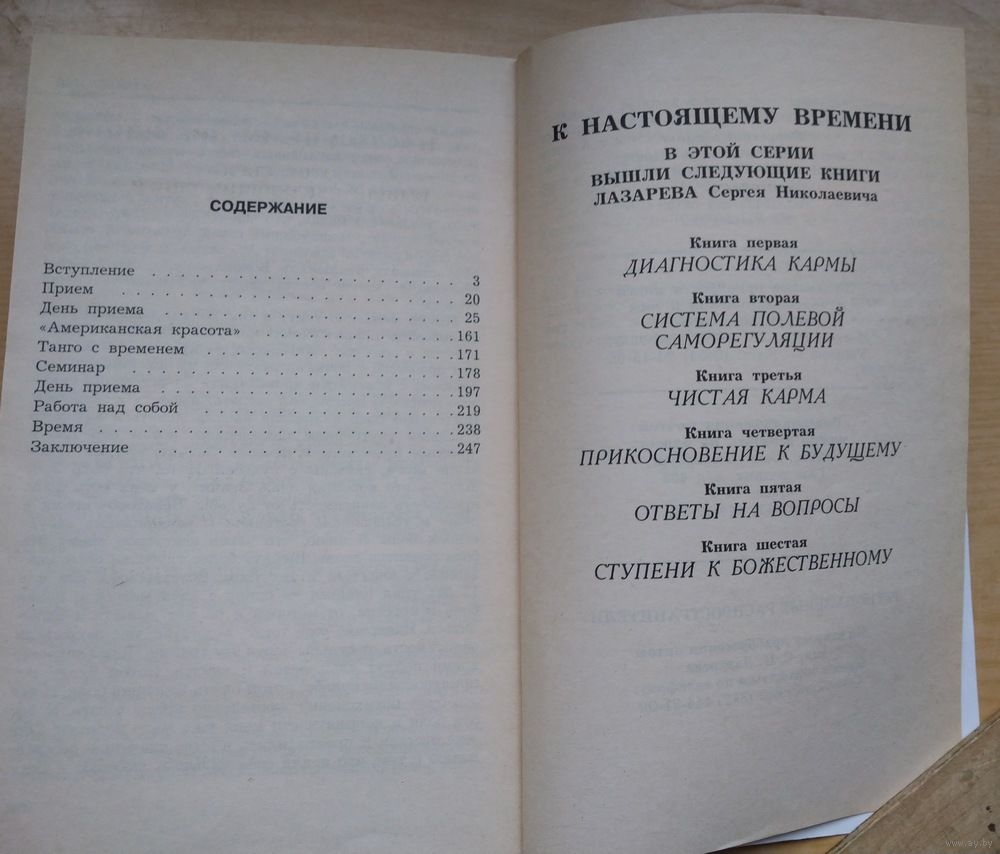 СОДЕРЖАНИЕ
Вступление . . . . . . . . . . . . . . . . . . 3
Прием . . . . . . . . . . . . . . . . . . . . 20
День приема . . . . . . . . . . . . . . . . . 25
«Американская красота» . . . . . . . . . . . 161
Танго с временем . . . . . . . . . . . . . . 171
Семинар . . . . . . . . . . . . . . . . . . 178
День приема . . . . . . . . . . . . . . . . 197
Работа над собой . . . . . . . . . . . . . . 219
Время . . . . . . . . . . . . . . . . . . . 238
Заключение . . . . . . . . . . . . . . . . . 247
К НАСТОЯЩЕМУ ВРЕМЕНИ
В ЭТОЙ СЕРИИ
ВЫШЛИ СЛЕДУЮЩИЕ КНИГИ
ЛАЗАРЕВА Сергея Николаевича
Книга первая
ДИАГНОСТИКА КАРМЫ
Книга вторая
СИСТЕМА ПОЛЕВОЙ
САМОРЕГУЛЯЦИИ
Книга третья
ЧИСТАЯ КАРМА
Книга четвертая
ПРИКОСНОВЕНИЕ К БУДУЩЕМУ
Книга пятая
ОТВЕТЫ НА ВОПРОСЫ
Книга шестая
СТУПЕНИ К БОЖЕСТВЕННОМУ
www.ay.by